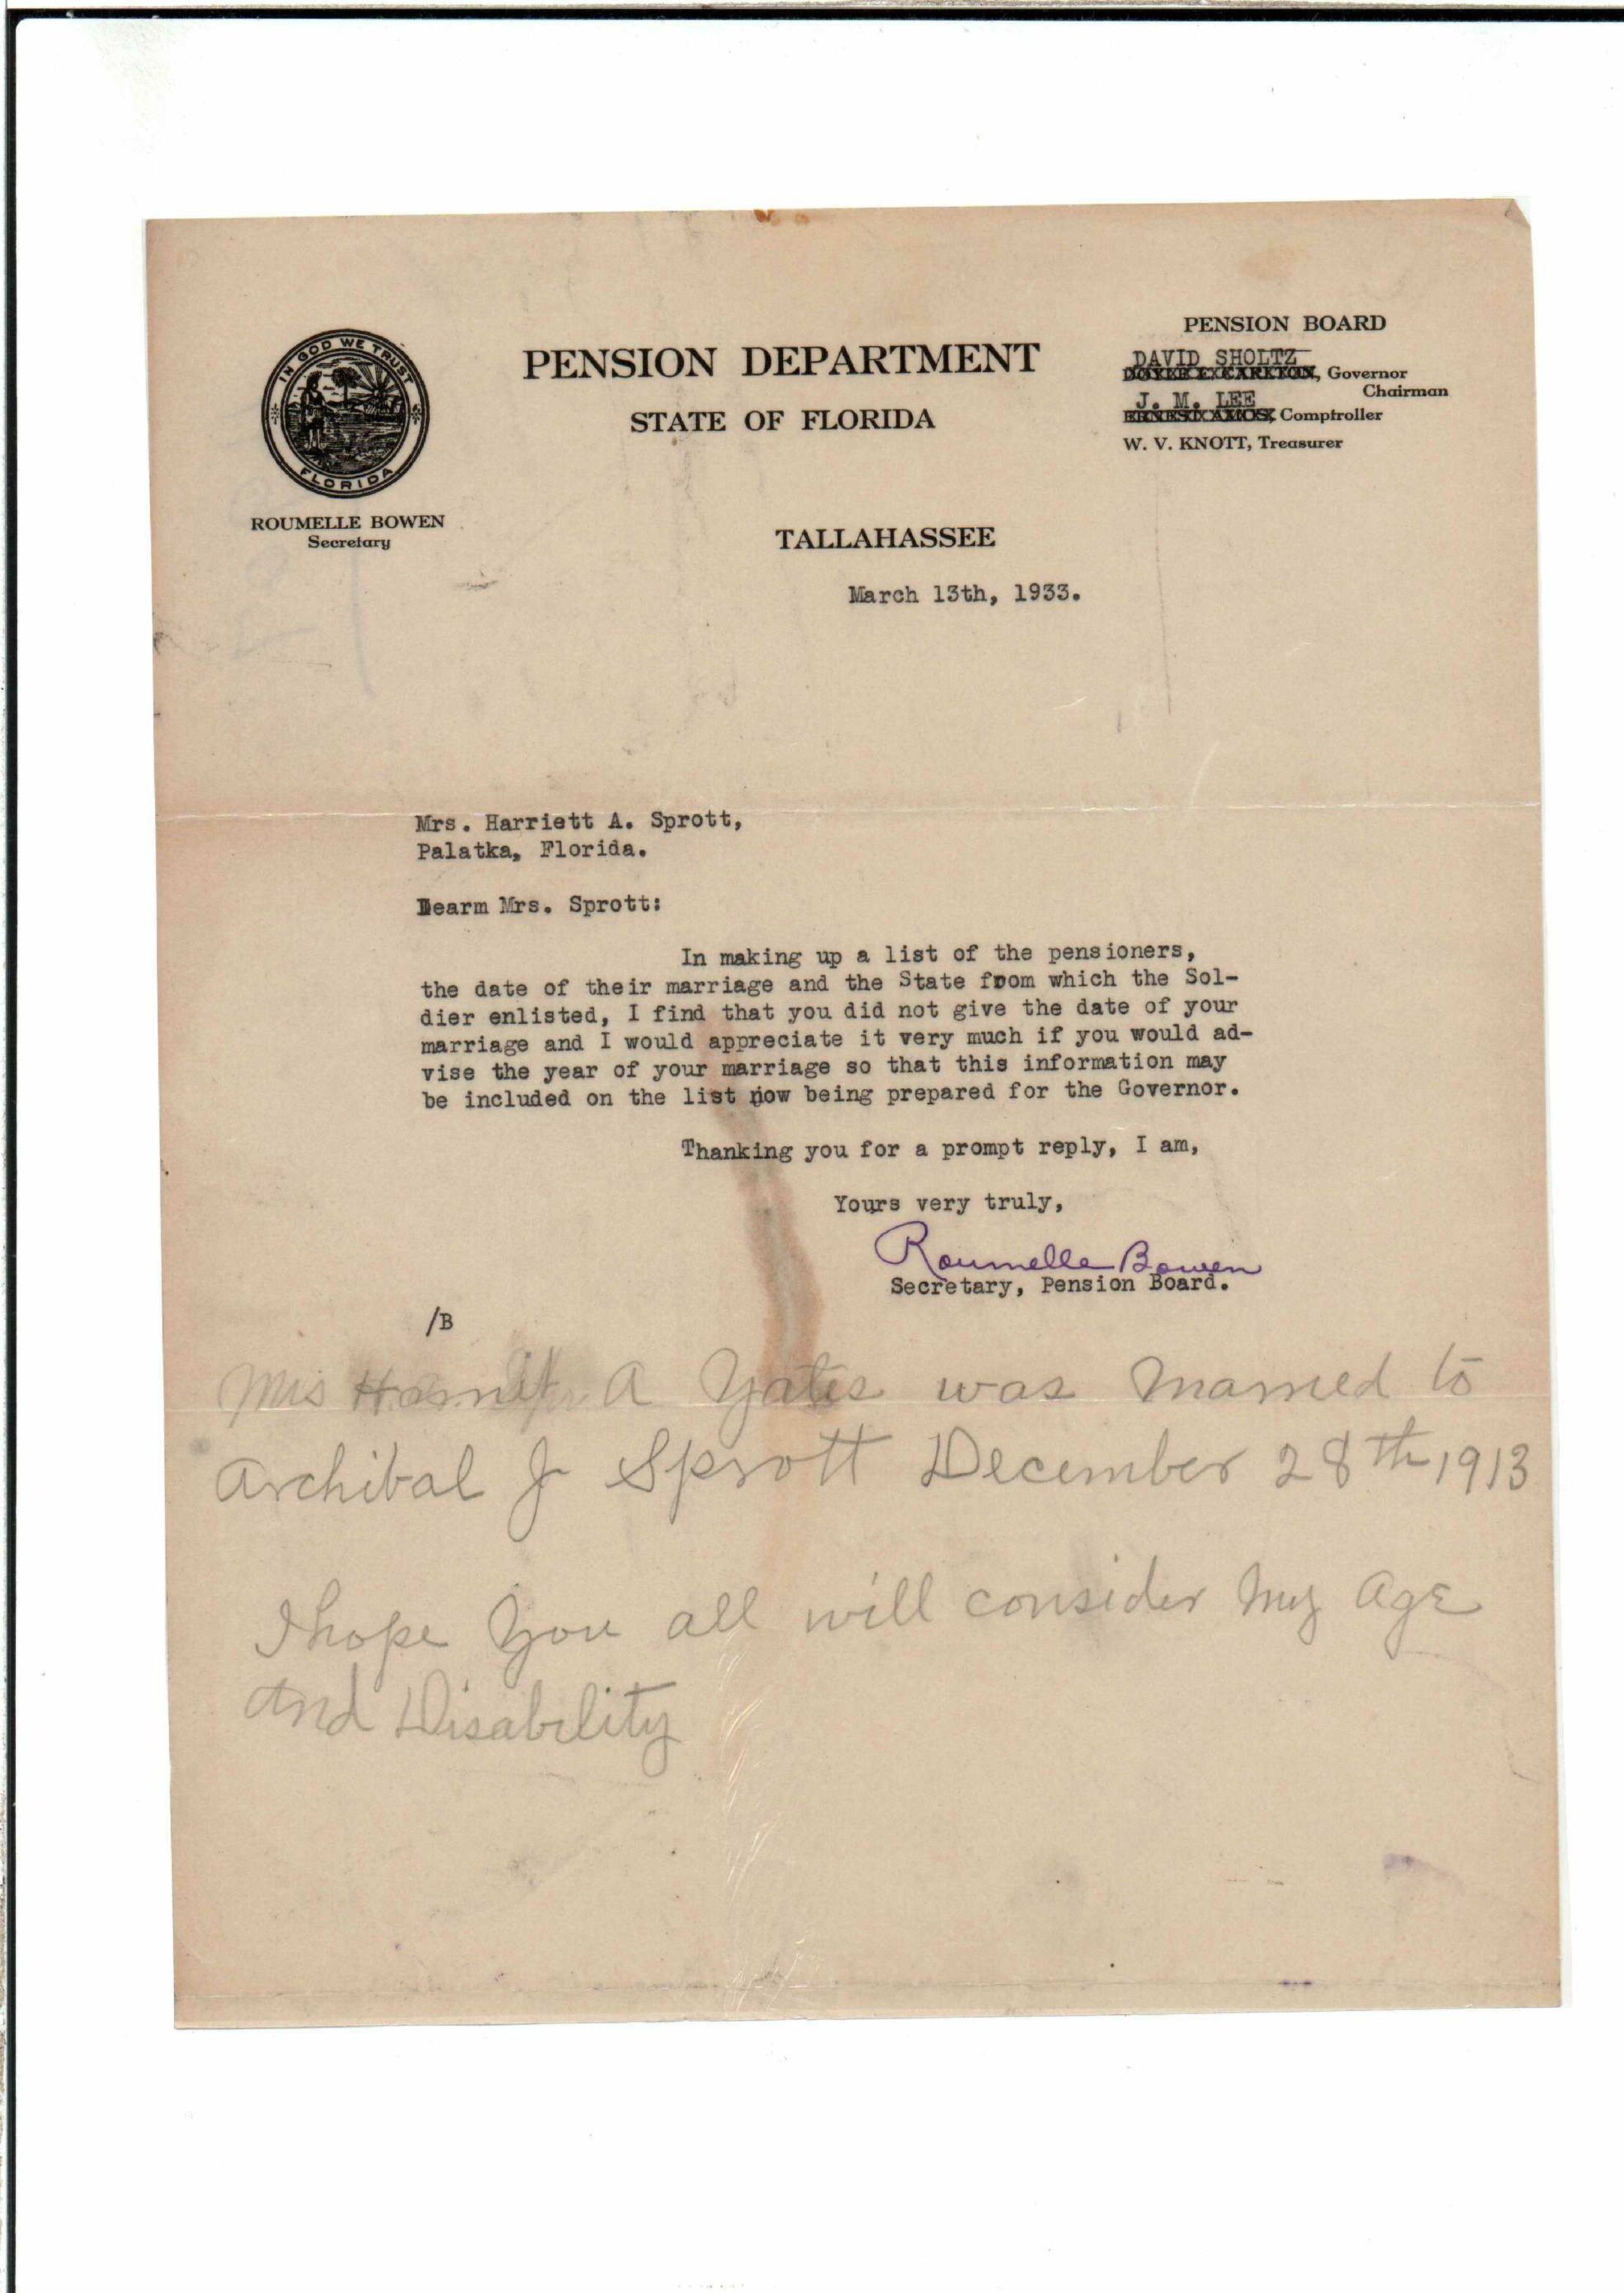 IN GOD WE TRUST
FLORIDA
ROUMELLE BOWEN
Secretary
PENSION DEPARTMENT
STATE OF FLORIDA
TALLAHASSEE
PENSION BOARD
DAVID SHOLTZ
DOYLE E. CARLTON, Governor
Chairman
J. M. LEE
ERNEST AMOS, Comptroller
W. V. KNOTT, Treasurer
March 13th, 1933.
Mrs. Harriett A. Sprott,
Palatka, Florida.
Dearm Mrs. Sprott:
In making up a list of the pensioners,
the date of their marriage and the State from which the Sol-
dier enlisted, I find that you did not give the date of your
marriage and I would appreciate it very much if you would ad-
vise the year of your marriage so that this information may
be included on the list now being prepared for the Governor.
Thanking you for a prompt reply, I am,
Yours very truly,
Roumelle Bowen
Secretary, Pension Board.
/B
Mrs A Yates was Married to
Archibal J Sprott December 28th 1913
I hope You all will consider My Age
And Disability